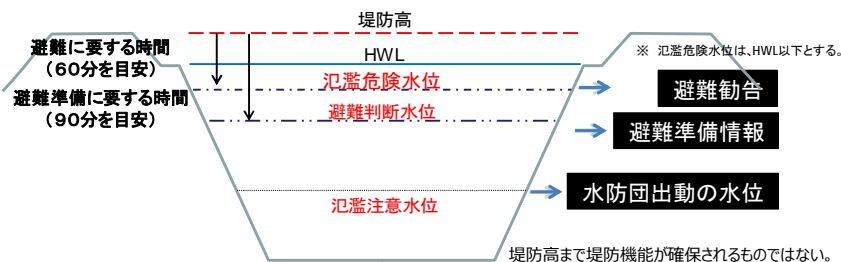 堤防高
避難に要する時間
（60分を目安）
HWL
※ 氾濫危険水位は、HWL以下とする。
氾濫危険水位
避難勧告
避難準備に要する時間
（90分を目安）
避難判断水位
避難準備情報
水防団出動の水位
氾濫注意水位
堤防高まで堤防機能が確保されるものではない。